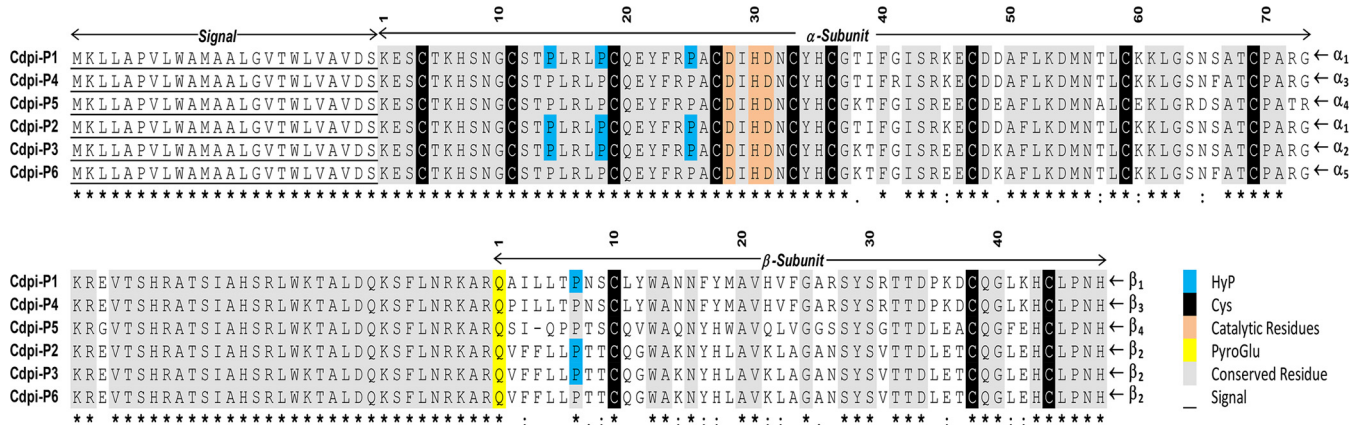 1 10 20 30 40 50 60 70
Signal α-Subunit
Cdpi-P1 MKLLAPVLWAMAALGVTWLVAVDSKESCTKHSNGCSTPLRLPCQEYFRPACDIHDNCYHCGTIFGISRKECDDAFLKDMNTLCKKLGSNSATCPARG ← α1
Cdpi-P4 MKLLAPVLWAMAALGVTWLVAVDSKESCTKHSNGCSTPLRLPCQEYFRPACDIHDNCYHCGTIFGISRKECDDAFLKDMNTLCKKLGSNFATCPARG ← α3
Cdpi-P5 MKLLAPVLWAMAALGVTWLVAVDSKESCTKHSNGCSTPLRLPCQEYFRPACDIHDNCYHCGKTFGISREECDEAFLKDMNALCEKLGRDSATCPATR ← α4
Cdpi-P2 MKLLAPVLWAMAALGVTWLVAVDSKESCTKHSNGCSTPLRLPCQEYFRPACDIHDNCYHCGTIFGISRKECDDAFLKDMNTLCKKLGSNSATCPARG ← α1
Cdpi-P3 MKLLAPVLWAMAALGVTWLVAVDSKESCTKHSNGCSTPLRLPCQEYFRPACDIHDNCYHCGTIFGISRKECDDAFLKDMNTLCKKLGSNSATCPARG ← α2
Cdpi-P6 MKLLAPVLWAMAALGVTWLVAVDSKESCTKHSNGCSTPLRLPCQEYFRPACDIHDNCYHCGKTFGISRKECDKAFLKDMNTLCKKLGSNFATCPARG ← α5
1 10 20 30 40
β-Subunit
Cdpi-P1 KREVTSHRATSIAHSRLWKTALDQKSFLNRKARQAILLTPNSCLYWANNFYMAVHVFGARSYSRTTDPKDCQGLKHCLPNH ← β1
Cdpi-P4 KREVTSHRATSIAHSRLWKTALDQKSFLNRKARQPILLTPNSCLYWANNFYMAVHVFGARSYSRTTDPKDCQGLKHCLPNH ← β3
Cdpi-P5 KRGVTSHRATSIAHSRLWKTALDQKSFLNRKARQSI-QPPTSCQVWAQNYHWAVQLVGGSSYSGTTDLEACQGFEHCLPNH ← β4
Cdpi-P2 KREVTSHRATSIAHSRLWKTALDQKSFLNRKARQVFFLLPTTCQGWAKNYHLAVKLAGANSYSVTTDLETCQGLEHCLPNH ← β2
Cdpi-P3 KREVTSHRATSIAHSRLWKTALDQKSFLNRKARQVFFLLPTTCQGWAKNYHLAVKLAGANSYSVTTDLETCQGLEHCLPNH ← β2
Cdpi-P6 KREVTSHRATSIAHSRLWKTALDQKSFLNRKARQVFFLLPTTCQGWAKNYHLAVKLAGANSYSVTTDLETCQGLEHCLPNH ← β2
HyP
Cys
Catalytic Residues
PyroGlu
Conserved Residue
Signal